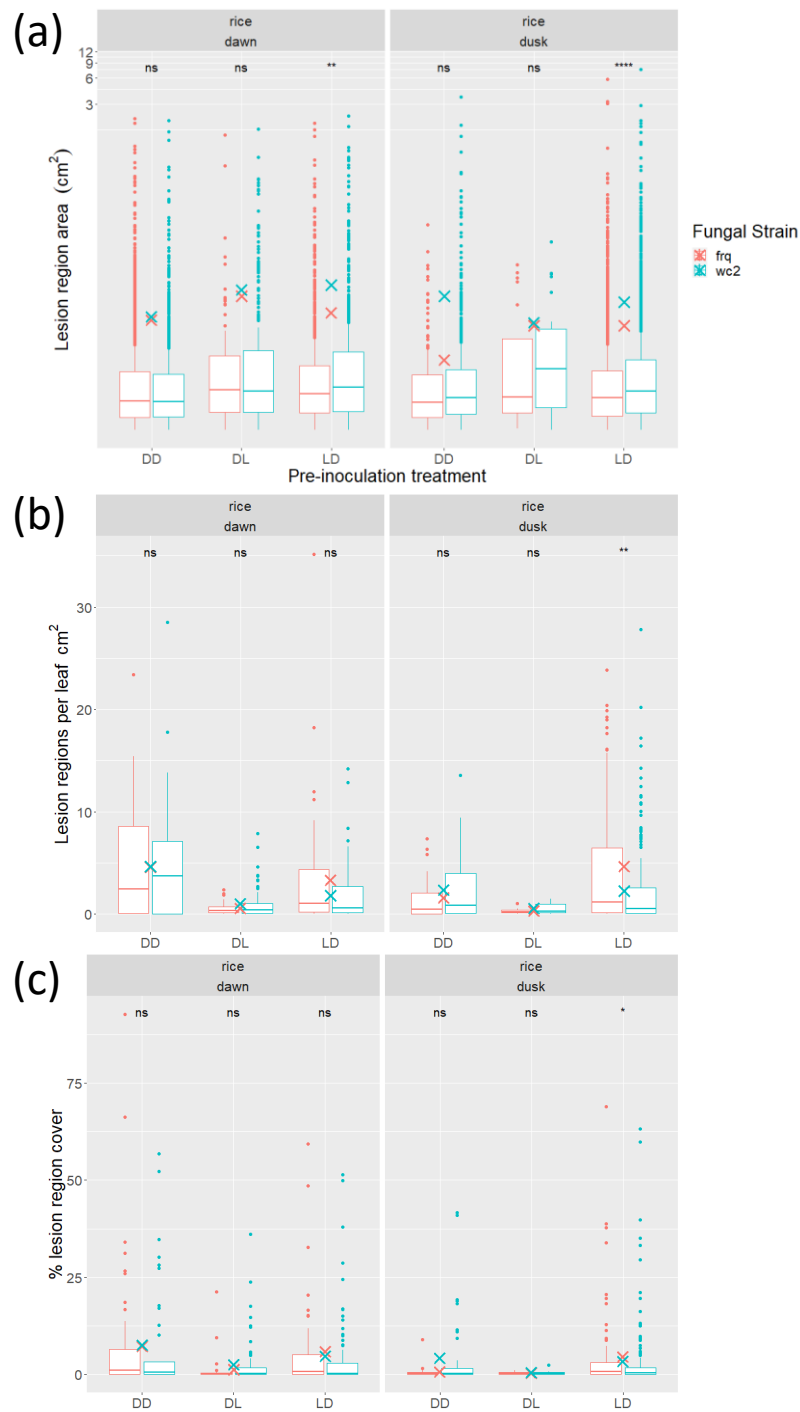 (a)
rice rice
dawn dusk
12
9
6
3
ns ns ** ns ns ****
Lesion region area (cm²)
DD DL LD DD DL LD
Pre-inoculation treatment
Fungal Strain
frq
wc2
(b)
rice rice
dawn dusk
ns ns ns ns ns **
30
20
10
0
Lesion regions per leaf cm²
DD DL LD DD DL LD
(c)
rice rice
dawn dusk
ns ns ns ns ns *
75
50
25
0
% lesion region cover
DD DL LD DD DL LD